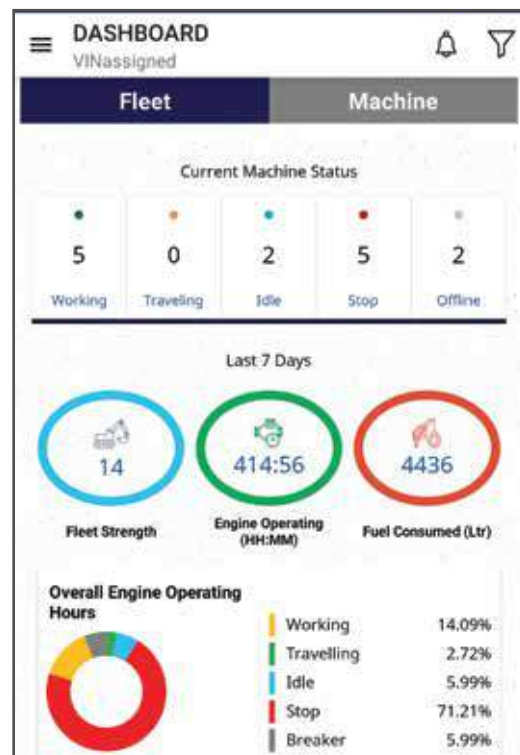 DASHBOARD
VINassigned
Fleet Machine
Current Machine Status
5 0 2 5 2
Working Traveling Idle Stop Offline
Last 7 Days
14 414:56 4436
Fleet Strength Engine Operating (HH:MM) Fuel Consumed (Ltr)
Overall Engine Operating Hours
Working 14.09%
Travelling 2.72%
Idle 5.99%
Stop 71.21%
Breaker 5.99%